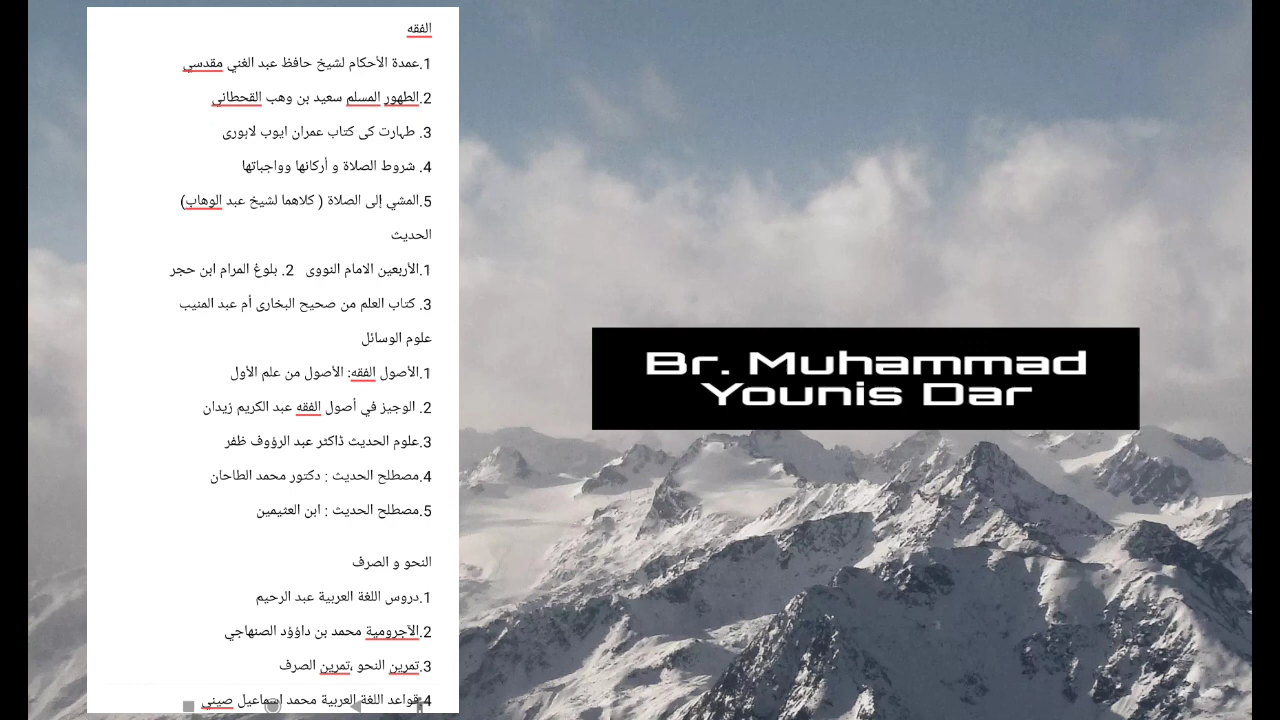 الفقه
1.عمدة الأحكام لشيخ حافظ عبد الغني مقدسي
2.الطهور المسلم سعيد بن وهب القحطاني
3. طہارت کی کتاب عمران ایوب لاہوری
4. شروط الصلاة و أركانها وواجباتها
5.المشي إلى الصلاة ( كلاهما لشيخ عبد الوهاب)
الحديث
1.الأربعين الامام النووى 2. بلوغ المرام ابن حجر
3. كتاب العلم من صحيح البخارى أم عبد المنيب
علوم الوسائل
1.الأصول الفقه: الأصول من علم الأول
2. الوجيز في أصول الفقه عبد الكريم زيدان
3.علوم الحديث ڈاکٹر عبد الرؤوف ظفر
4.مصطلح الحديث : دكتور محمد الطاحان
5.مصطلح الحديث : ابن العثيمين
النحو و الصرف
1.دروس اللغة العربية عبد الرحيم
2.الآجرومية محمد بن داؤؤد الصنهاجي
3.تمرين النحو ،تمرين الصرف
4.قواعد اللغة العربية محمد إسماعيل صيني
Br. Muhammad
Younis Dar